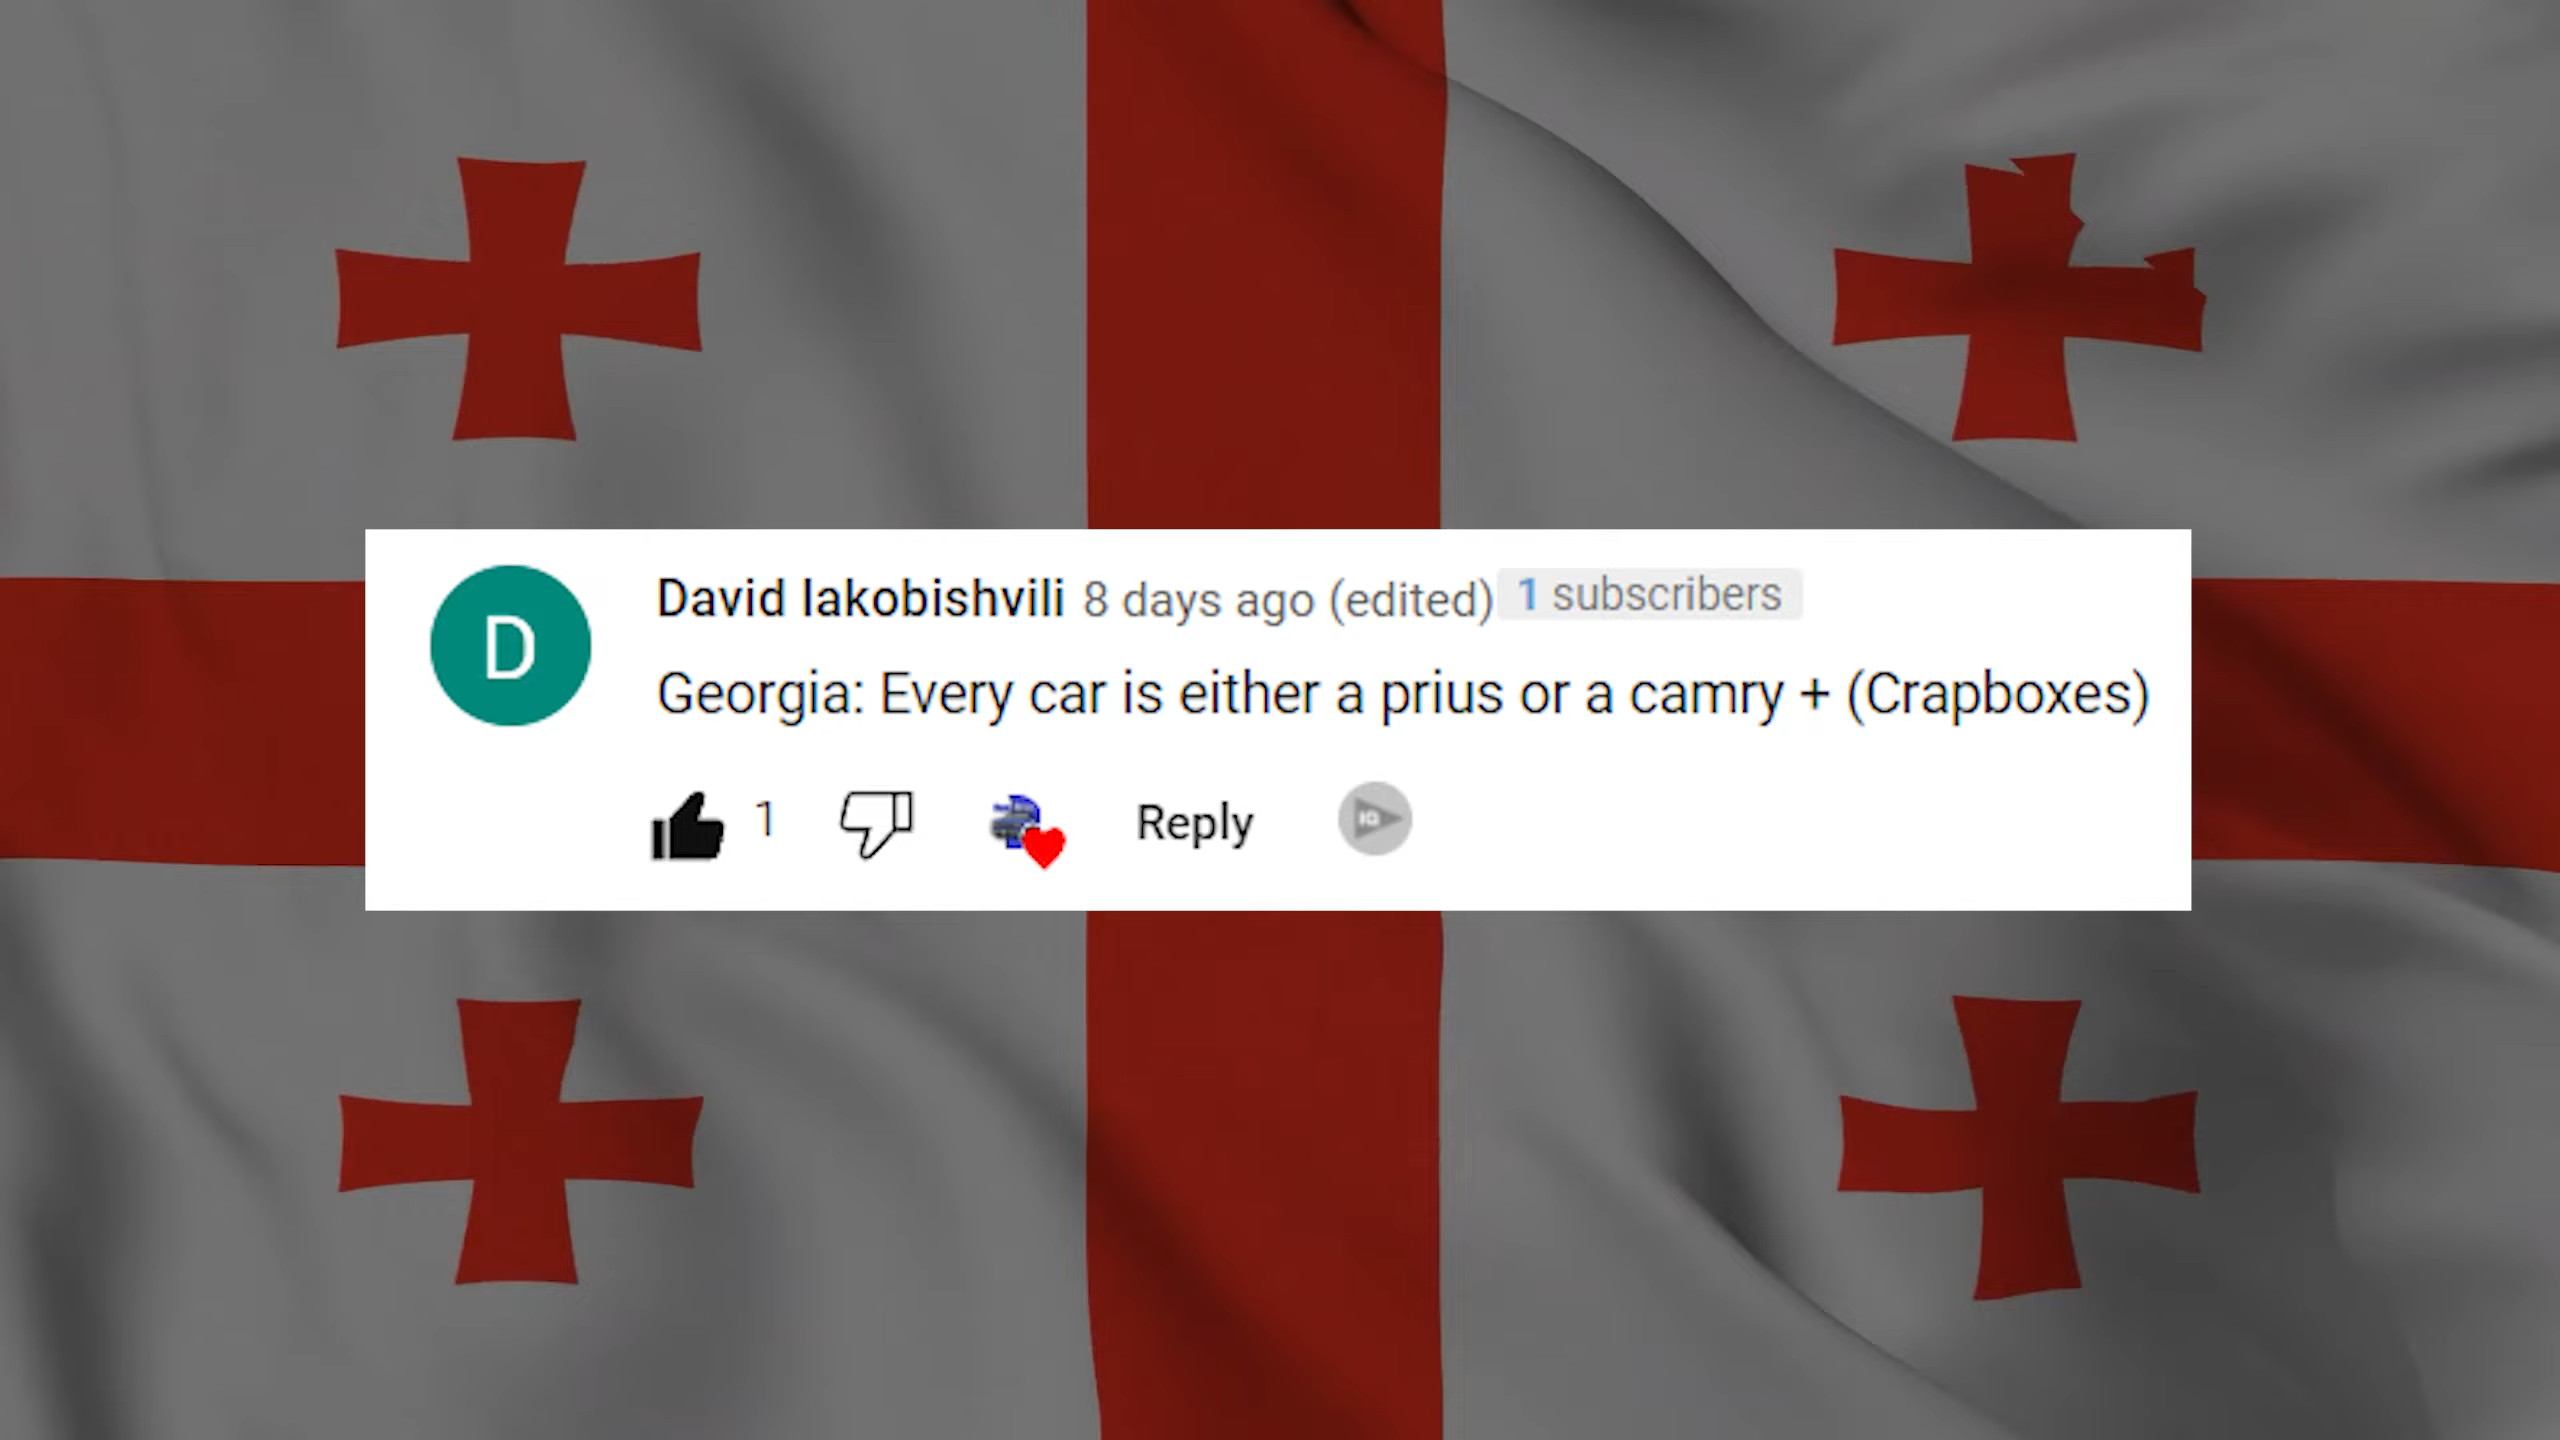 D
David Iakobishvili 8 days ago (edited) 1 subscribers
Georgia: Every car is either a prius or a camry + (Crapboxes)
1 Reply IG